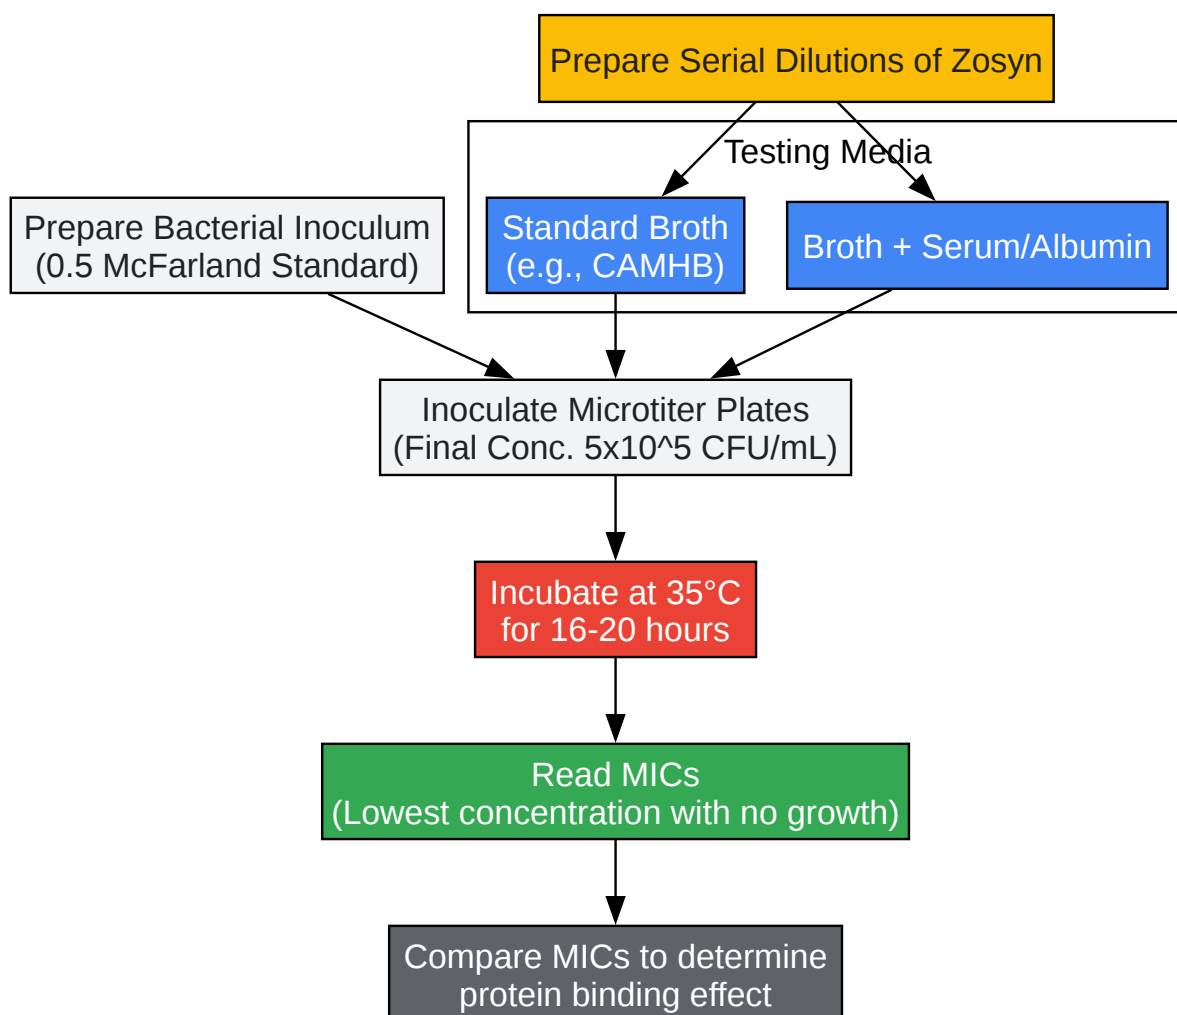 Prepare Serial Dilutions of Zosyn
Testing Media
Prepare Bacterial Inoculum
(0.5 McFarland Standard)
Standard Broth
(e.g., CAMHB)
Broth + Serum/Albumin
Inoculate Microtiter Plates
(Final Conc. 5x10^5 CFU/mL)
Incubate at 35°C
for 16-20 hours
Read MICs
(Lowest concentration with no growth)
Compare MICs to determine
protein binding effect